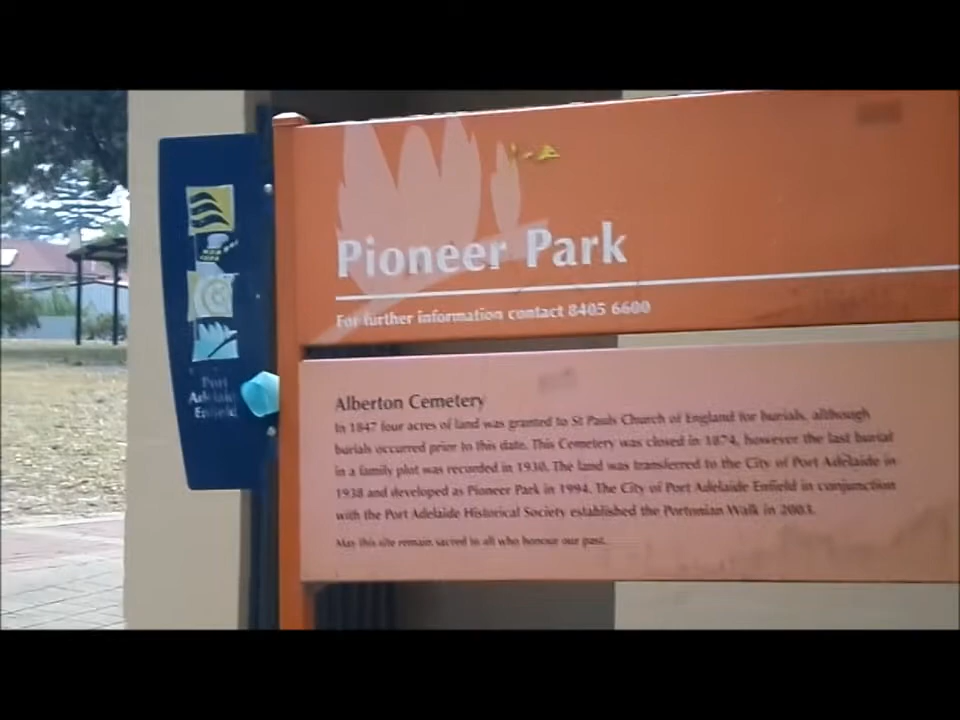 Pioneer Park
For further information contact 8405 6600
Port
Adelaide
Enfield
Alberton Cemetery
In 1847 four acres of land was granted to St Pauls Church of England for burials, although
burials occurred prior to this date. This Cemetery was closed in 1874, however the last burial
in a family plot was recorded in 1930. The land was transferred to the City of Port Adelaide in
1938 and developed as Pioneer Park in 1994. The City of Port Adelaide Enfield in conjunction
with the Port Adelaide Historical Society established the Portonian Walk in 2003.
May this site remain sacred to all who honour our past.